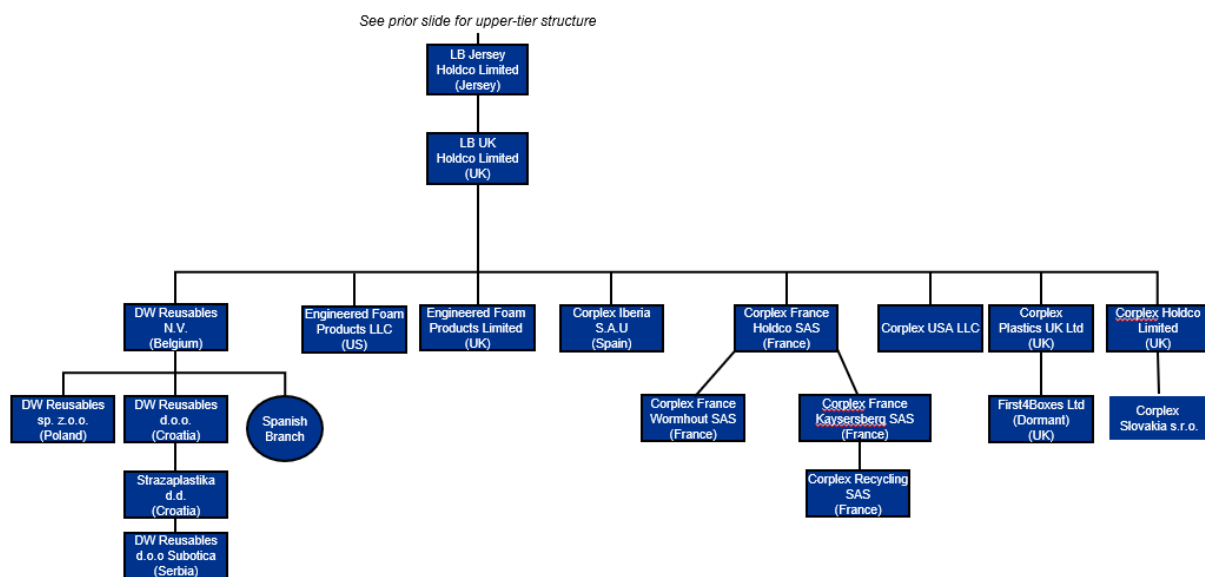 See prior slide for upper-tier structure
LB Jersey
Holdco Limited
(Jersey)
LB UK
Holdco Limited
(UK)
DW Reusables
N.V.
(Belgium)
Engineered Foam
Products LLC
(US)
Engineered Foam
Products Limited
(UK)
Corplex Iberia
S.A.U
(Spain)
Corplex France
Holdco SAS
(France)
Corplex USA LLC
Corplex
Plastics UK Ltd
(UK)
Corplex Holdco
Limited
(UK)
DW Reusables
sp. z.o.o.
(Poland)
DW Reusables
d.o.o.
(Croatia)
Spanish
Branch
Corplex France
Wormhout SAS
(France)
Corplex France
Kaysersberg SAS
(France)
First4Boxes Ltd
(Dormant)
(UK)
Corplex
Slovakia s.r.o.
Strazaplastika
d.d.
(Croatia)
Corplex Recycling
SAS
(France)
DW Reusables
d.o.o Subotica
(Serbia)